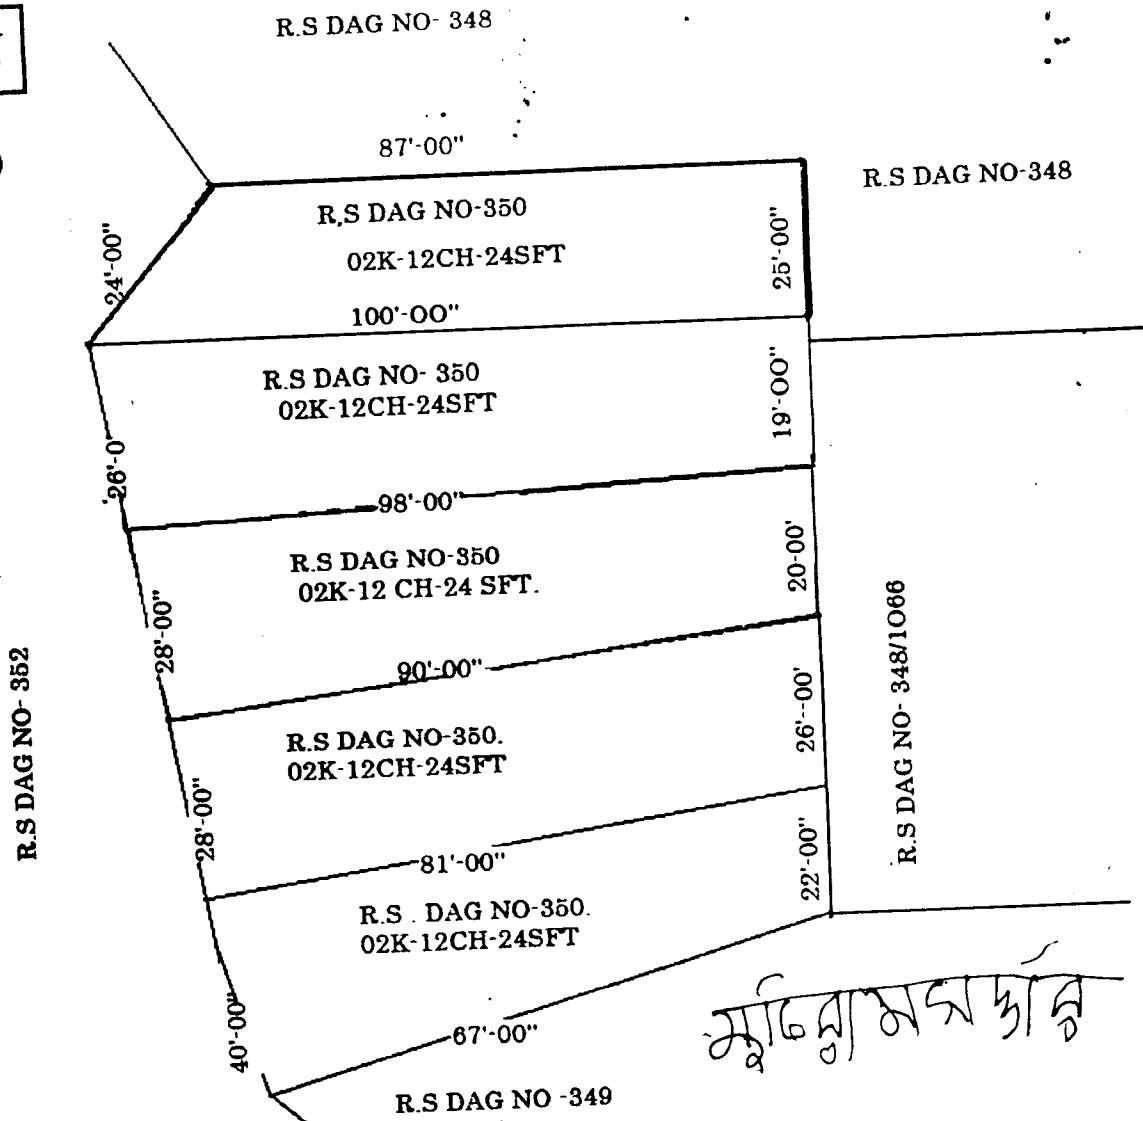 R.S DAG NO- 348
87'-00"
R.S DAG NO-348
R,S DAG NO-350
02K-12CH-24SFT
24'-00"
25'-00"
100'-OO"
R.S DAG NO- 350
02K-12CH-24SFT
19'-OO"
26'-0'
98'-00"
R.S DAG NO-350
02K-12 CH-24 SFT.
20-00'
28'-00"
90'-00"
R.S DAG NO- 352
R.S DAG NO- 348/1O66
R.S DAG NO-350.
02K-12CH-24SFT
26'--00'
28'-00"
81'-00"
22'-00"
R.S . DAG NO-350.
02K-12CH-24SFT
40'-00"
67'-00"
মুচিরাম সর্দ্দার
R.S DAG NO -349